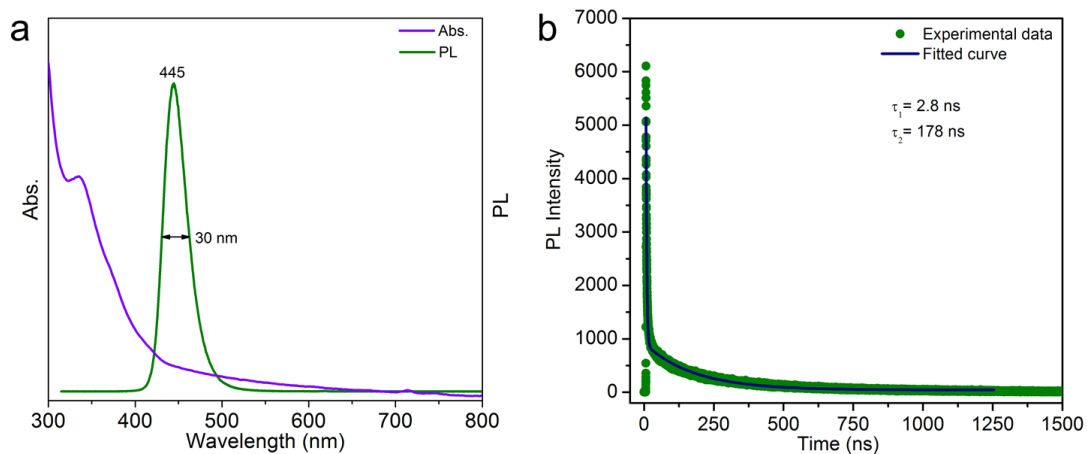 a
Abs.
PL
445
30 nm
Abs.
PL
300 400 500 600 700 800
Wavelength (nm)
b
Experimental data
Fitted curve
τ1= 2.8 ns
τ2= 178 ns
7000
6000
5000
4000
3000
2000
1000
0
PL Intensity
0 250 500 750 1000 1250 1500
Time (ns)